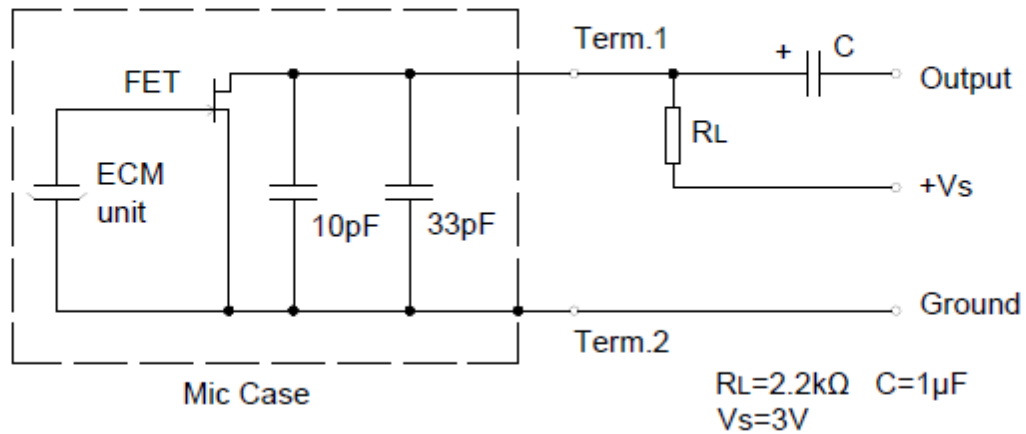 Term.1
+ C
FET
Output
RL
ECM
unit
+Vs
10pF
33pF
Ground
Term.2
Mic Case
RL=2.2kΩ C=1µF
Vs=3V